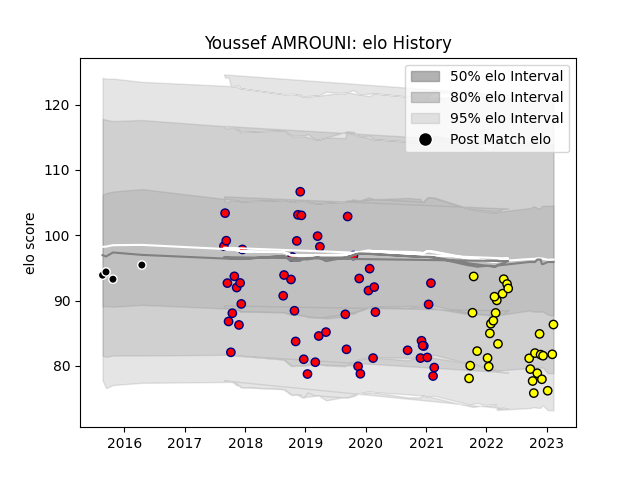 Youssef AMROUNI: elo History
50% elo Interval
80% elo Interval
95% elo Interval
Post Match elo
elo score
120
110
100
90
80
2016 2017 2018 2019 2020 2021 2022 2023